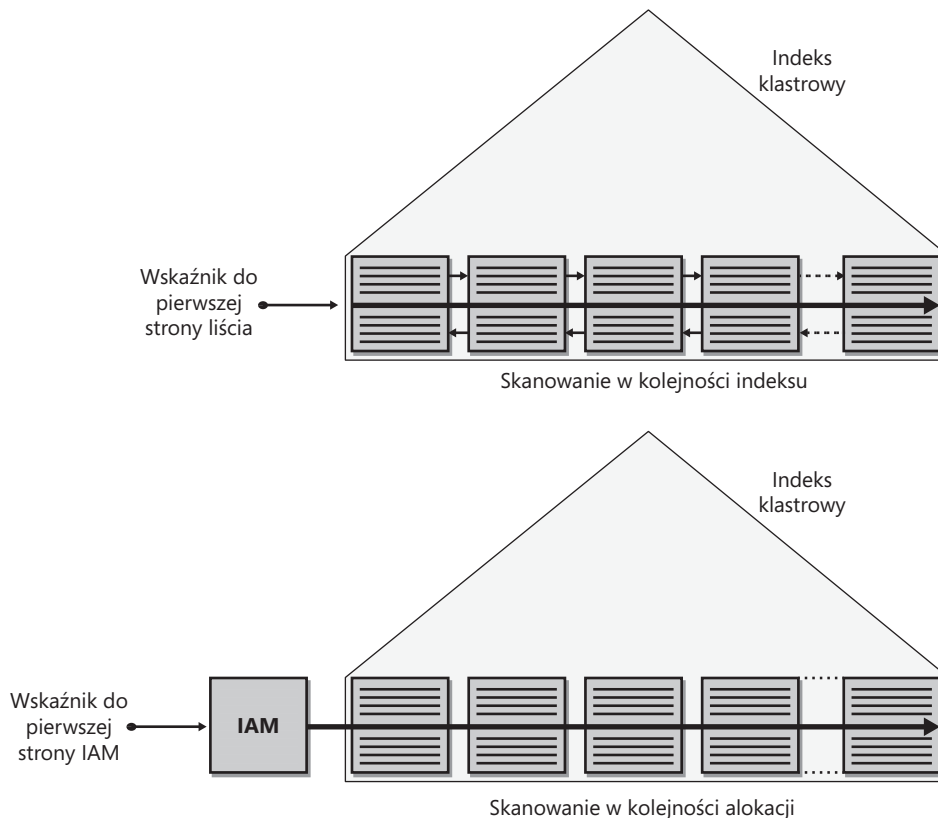 Indeks
klastrowy
Wskaźnik do
pierwszej
strony liścia
Skanowanie w kolejności indeksu
Indeks
klastrowy
Wskaźnik do
pierwszej
strony IAM
IAM
Skanowanie w kolejności alokacji